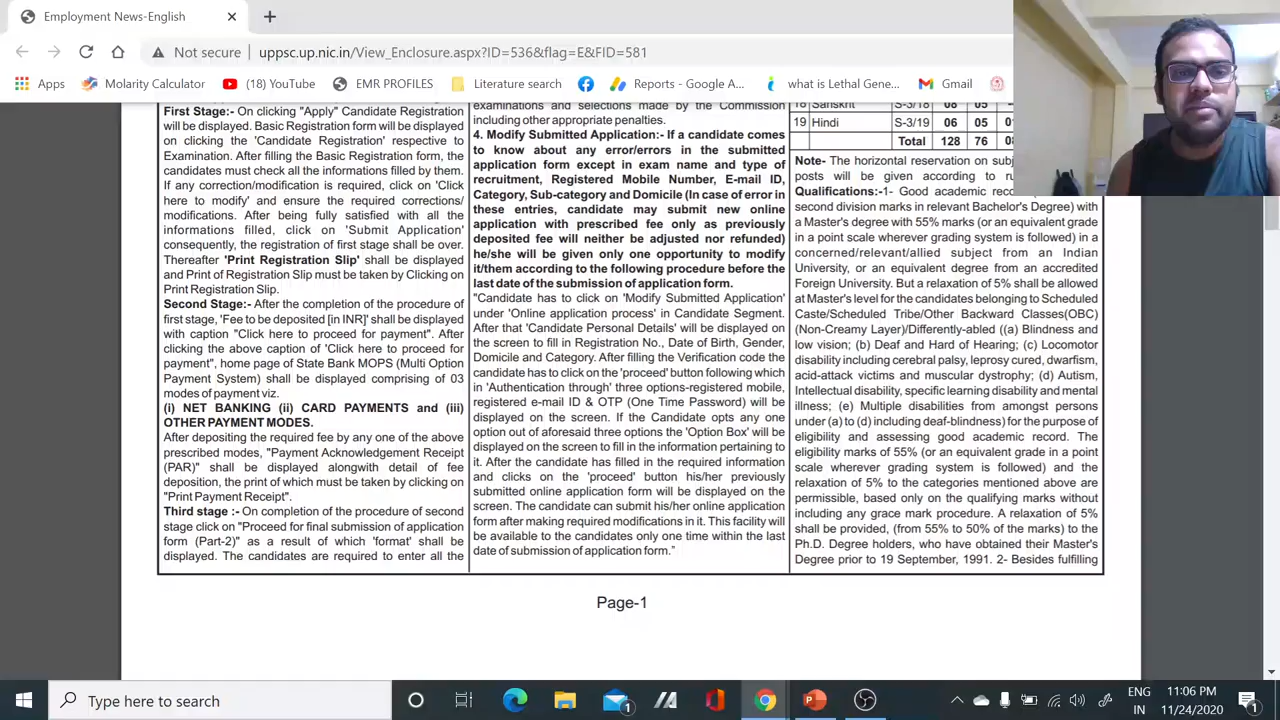 Employment News-English
Not secure
uppsc.up.nic.in/View_Enclosure.aspx?ID=536&flag=E&FID=581
Apps
Molarity Calculator
(18) YouTube
EMR PROFILES
Literature search
Reports - Google A...
what is Lethal Gene...
Gmail
First Stage:- On clicking "Apply" Candidate Registration
will be displayed. Basic Registration form will be displayed
on clicking the 'Candidate Registration' respective to
Examination. After filling the Basic Registration form, the
candidates must check all the informations filled by them.
If any correction/modification is required, click on 'Click
here to modify' and ensure the required corrections/
modifications. After being fully satisfied with all the
informations filled, click on 'Submit Application'
consequently, the registration of first stage shall be over.
Thereafter 'Print Registration Slip' shall be displayed
and Print of Registration Slip must be taken by Clicking on
Print Registration Slip.
Second Stage:- After the completion of the procedure of
first stage, 'Fee to be deposited [in INR]' shall be displayed
with caption "Click here to proceed for payment". After
clicking the above caption of 'Click here to proceed for
payment", home page of State Bank MOPS (Multi Option
Payment System) shall be displayed comprising of 03
modes of payment viz.
(i) NET BANKING (ii) CARD PAYMENTS and (iii)
OTHER PAYMENT MODES.
After depositing the required fee by any one of the above
prescribed modes, "Payment Acknowledgement Receipt
(PAR)" shall be displayed alongwith detail of fee
deposition, the print of which must be taken by clicking on
"Print Payment Receipt".
Third stage :- On completion of the procedure of second
stage click on "Proceed for final submission of application
form (Part-2)" as a result of which 'format' shall be
displayed. The candidates are required to enter all the
examinations and selections made by the Commission
including other appropriate penalties.
4. Modify Submitted Application:- If a candidate comes
to know about any error/errors in the submitted
application form except in exam name and type of
recruitment, Registered Mobile Number, E-mail ID,
Category, Sub-category and Domicile (In case of error in
these entries, candidate may submit new online
application with prescribed fee only as previously
deposited fee will neither be adjusted nor refunded)
he/she will be given only one opportunity to modify
it/them according to the following procedure before the
last date of the submission of application form.
"Candidate has to click on 'Modify Submitted Application'
under 'Online application process' in Candidate Segment.
After that 'Candidate Personal Details' will be displayed on
the screen to fill in Registration No., Date of Birth, Gender,
Domicile and Category. After filling the Verification code the
candidate has to click on the 'proceed' button following which
in 'Authentication through' three options-registered mobile,
registered e-mail ID & OTP (One Time Password) will be
displayed on the screen. If the Candidate opts any one
option out of aforesaid three options the 'Option Box' will be
displayed on the screen to fill in the information pertaining to
it. After the candidate has filled in the required information
and clicks on the 'proceed' button his/her previously
submitted online application form will be displayed on the
screen. The candidate can submit his/her online application
form after making required modifications in it. This facility will
be available to the candidates only one time within the last
date of submission of application form."
18 Sanskrit S-3/18 08 05
19 Hindi S-3/19 06 05
Total 128 76
Note- The horizontal reservation on
posts will be given according to
Qualifications:-1- Good academic
second division marks in relevant Bachelor's Degree) with
a Master's degree with 55% marks (or an equivalent grade
in a point scale wherever grading system is followed) in a
concerned/relevant/allied subject from an Indian
University, or an equivalent degree from an accredited
Foreign University. But a relaxation of 5% shall be allowed
at Master's level for the candidates belonging to Scheduled
Caste/Scheduled Tribe/Other Backward Classes(OBC)
(Non-Creamy Layer)/Differently-abled ((a) Blindness and
low vision; (b) Deaf and Hard of Hearing; (c) Locomotor
disability including cerebral palsy, leprosy cured, dwarfism,
acid-attack victims and muscular dystrophy; (d) Autism,
Intellectual disability, specific learning disability and mental
illness; (e) Multiple disabilities from amongst persons
under (a) to (d) including deaf-blindness) for the purpose of
eligibility and assessing good academic record. The
eligibility marks of 55% (or an equivalent grade in a point
scale wherever grading system is followed) and the
relaxation of 5% to the categories mentioned above are
permissible, based only on the qualifying marks without
including any grace mark procedure. A relaxation of 5%
shall be provided, (from 55% to 50% of the marks) to the
Ph.D. Degree holders, who have obtained their Master's
Degree prior to 19 September, 1991. 2- Besides fulfilling
Page-1
Type here to search
1
ENG
IN
11:06 PM
11/24/2020
1